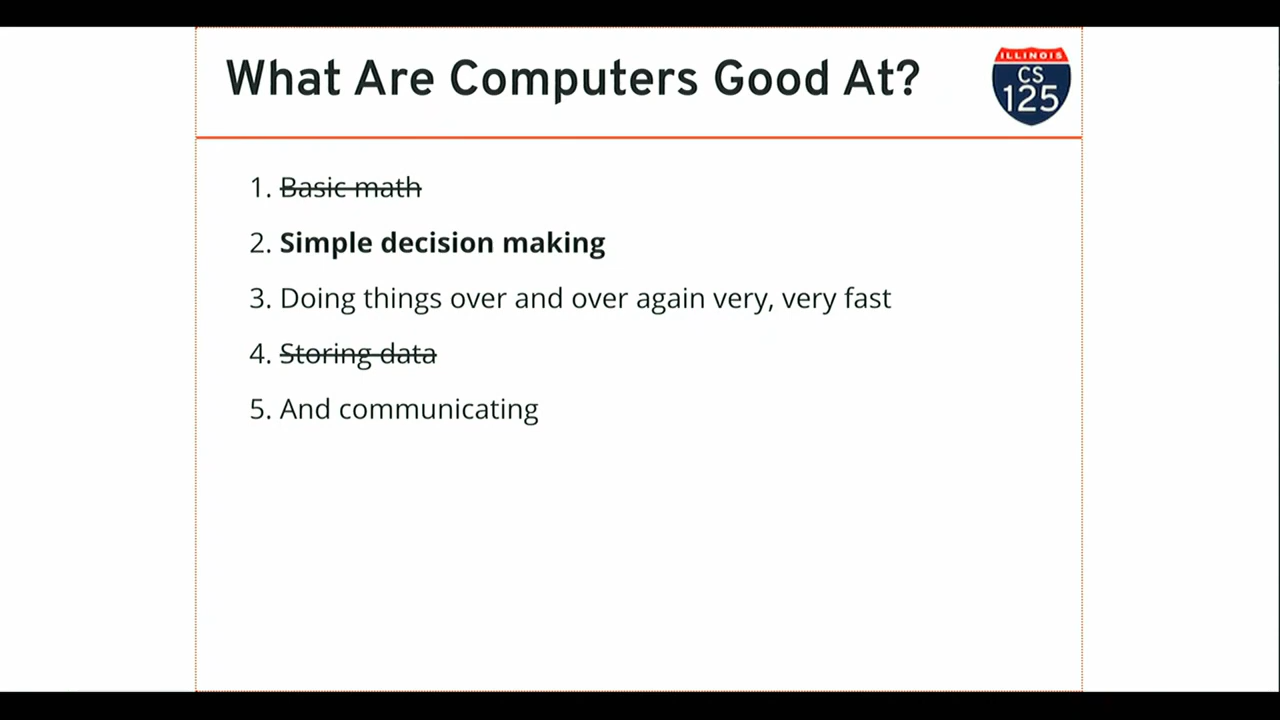 What Are Computers Good At?
ILLINOIS
CS
125
1. Basic math
2. Simple decision making
3. Doing things over and over again very, very fast
4. Storing data
5. And communicating